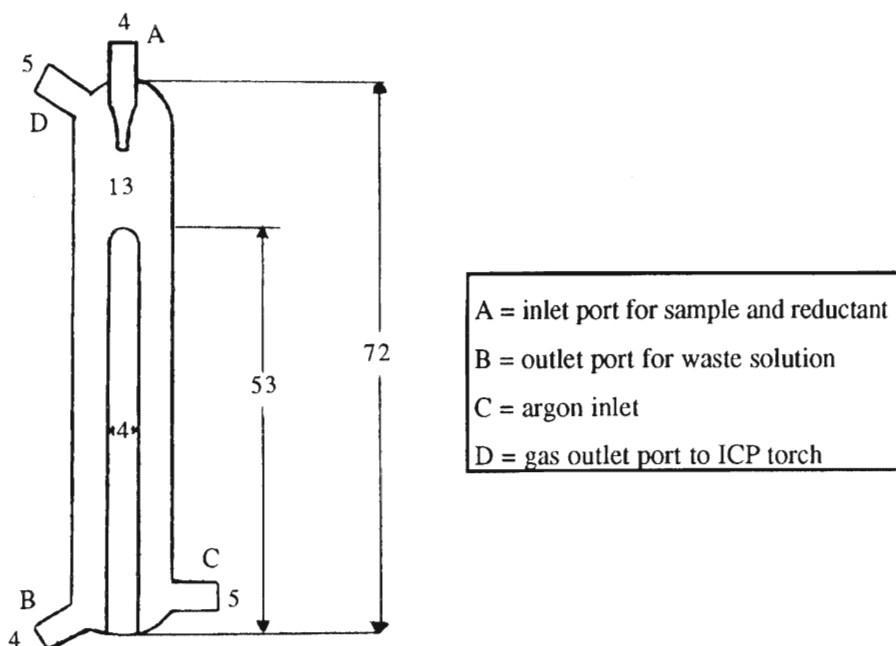 4
A
5
D
13
72
53
4
C
B
5
4
A = inlet port for sample and reductant
B = outlet port for waste solution
C = argon inlet
D = gas outlet port to ICP torch